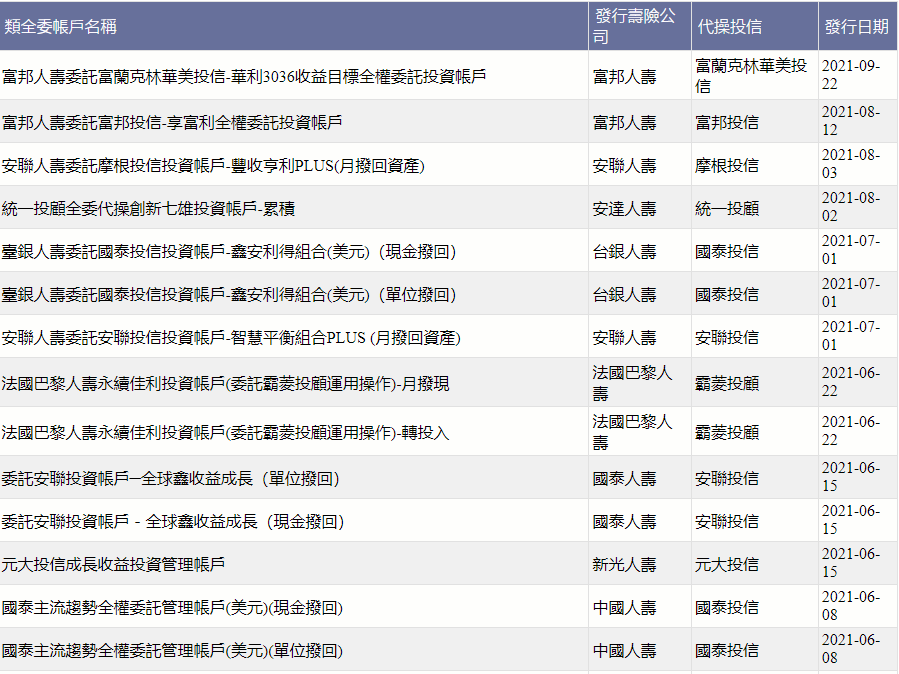 類全委帳戶名稱
發行壽險公
司
代操投信
發行日期
富邦人壽委託富蘭克林華美投信-華利3036收益目標全權委託投資帳戶
富邦人壽
富蘭克林華美投
信
2021-09-
22
富邦人壽委託富邦投信-享富利全權委託投資帳戶
富邦人壽
富邦投信
2021-08-
12
安聯人壽委託摩根投信投資帳戶-豐收亨利PLUS(月撥回資產)
安聯人壽
摩根投信
2021-08-
03
統一投顧全委代操創新七雄投資帳戶-累積
安達人壽
統一投顧
2021-08-
02
臺銀人壽委託國泰投信投資帳戶-鑫安利得組合(美元)（現金撥回）
台銀人壽
國泰投信
2021-07-
01
臺銀人壽委託國泰投信投資帳戶-鑫安利得組合(美元)（單位撥回）
台銀人壽
國泰投信
2021-07-
01
安聯人壽委託安聯投信投資帳戶-智慧平衡組合PLUS (月撥回資產)
安聯人壽
安聯投信
2021-07-
01
法國巴黎人壽永續佳利投資帳戶(委託霸菱投顧運用操作)-月撥現
法國巴黎人
壽
霸菱投顧
2021-06-
22
法國巴黎人壽永續佳利投資帳戶(委託霸菱投顧運用操作)-轉投入
法國巴黎人
壽
霸菱投顧
2021-06-
22
委託安聯投資帳戶─全球鑫收益成長（單位撥回）
國泰人壽
安聯投信
2021-06-
15
委託安聯投資帳戶－全球鑫收益成長（現金撥回）
國泰人壽
安聯投信
2021-06-
15
元大投信成長收益投資管理帳戶
新光人壽
元大投信
2021-06-
15
國泰主流趨勢全權委託管理帳戶(美元)(現金撥回)
中國人壽
國泰投信
2021-06-
08
國泰主流趨勢全權委託管理帳戶(美元)(單位撥回)
中國人壽
國泰投信
2021-06-
08